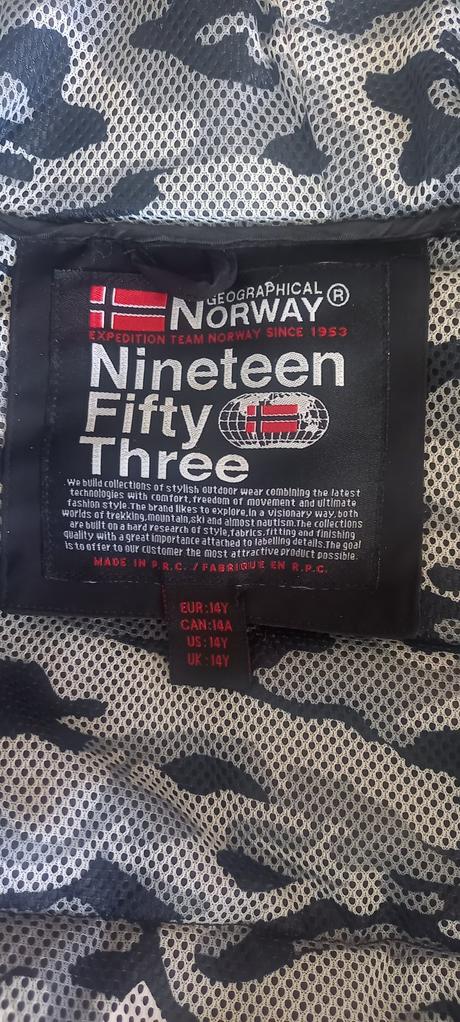 GEOGRAPHICAL
NORWAY ®
EXPEDITION TEAM NORWAY SINCE 1953
Nineteen
Fifty
Three
We build collections of stylish outdoor wear combining the latest
technologies with comfort, freedom of movement and ultimate
fashion style.The brand likes to explore,in a visionary way,both
worlds of trekking,mountain,ski and almost nautism.The collections
are built on a hard research of style,fabrics,fitting and finishing
quality with a great importance attached to labelling details.The goal
is to offer to our customer the most attractive product possible.
MADE IN P.R.C. / FABRIQUE EN R.P.C.
EUR:14Y
CAN:14A
US:14Y
UK:14Y